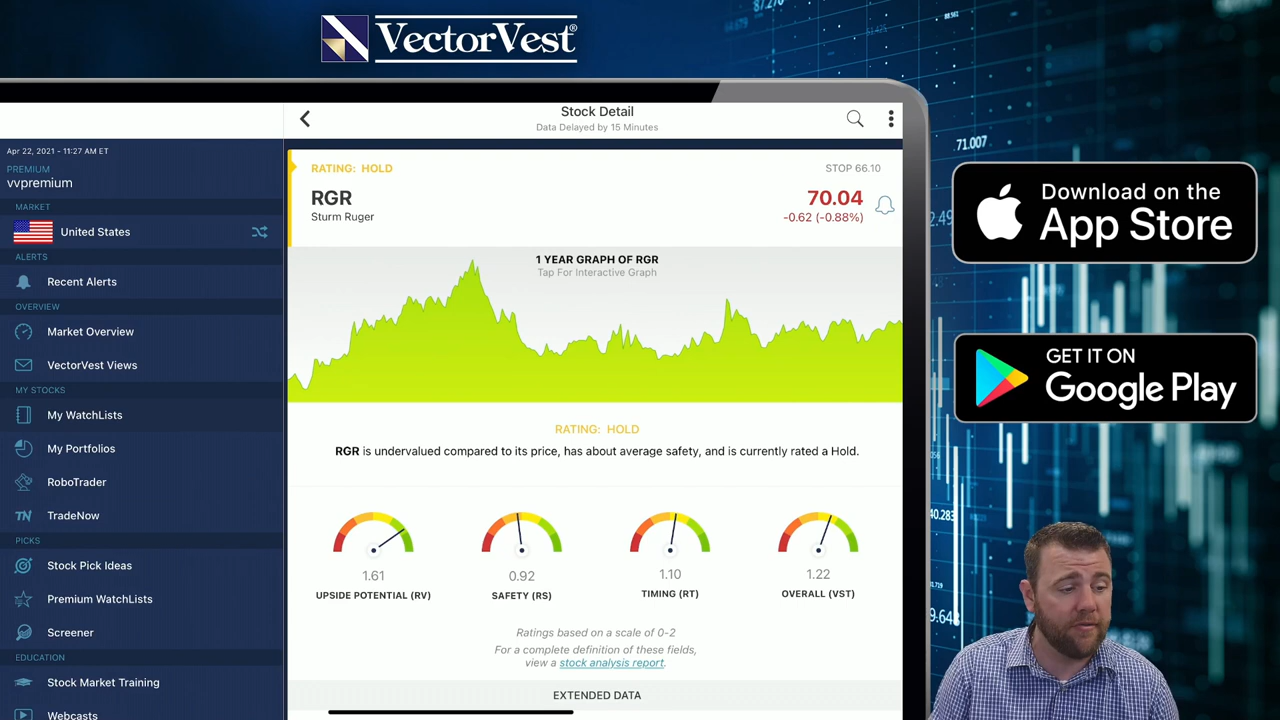 VectorVest®
Stock Detail
Data Delayed by 15 Minutes
Apr 22, 2021 - 11:27 AM ET
PREMIUM
vvpremium
MARKET
United States
ALERTS
Recent Alerts
OVERVIEW
Market Overview
VectorVest Views
MY STOCKS
My WatchLists
My Portfolios
RoboTrader
TN TradeNow
PICKS
Stock Pick Ideas
Premium WatchLists
Screener
EDUCATION
Stock Market Training
Webcasts
RATING: HOLD
STOP 66.10
RGR
70.04
Sturm Ruger
-0.62 (-0.88%)
1 YEAR GRAPH OF RGR
Tap For Interactive Graph
RATING: HOLD
RGR is undervalued compared to its price, has about average safety, and is currently rated a Hold.
1.61
0.92
1.10
1.22
UPSIDE POTENTIAL (RV)
SAFETY (RS)
TIMING (RT)
OVERALL (VST)
Ratings based on a scale of 0-2
For a complete definition of these fields,
view a stock analysis report.
EXTENDED DATA
Download on the
App Store
GET IT ON
Google Play
71.007
40.283